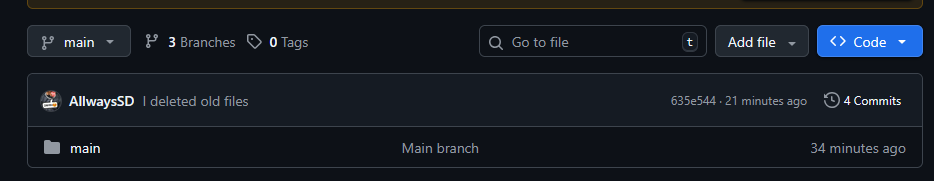 main 3 Branches 0 Tags Go to file t Add file Code
AllwaysSD I deleted old files 635e544 · 21 minutes ago 4 Commits
main Main branch 34 minutes ago